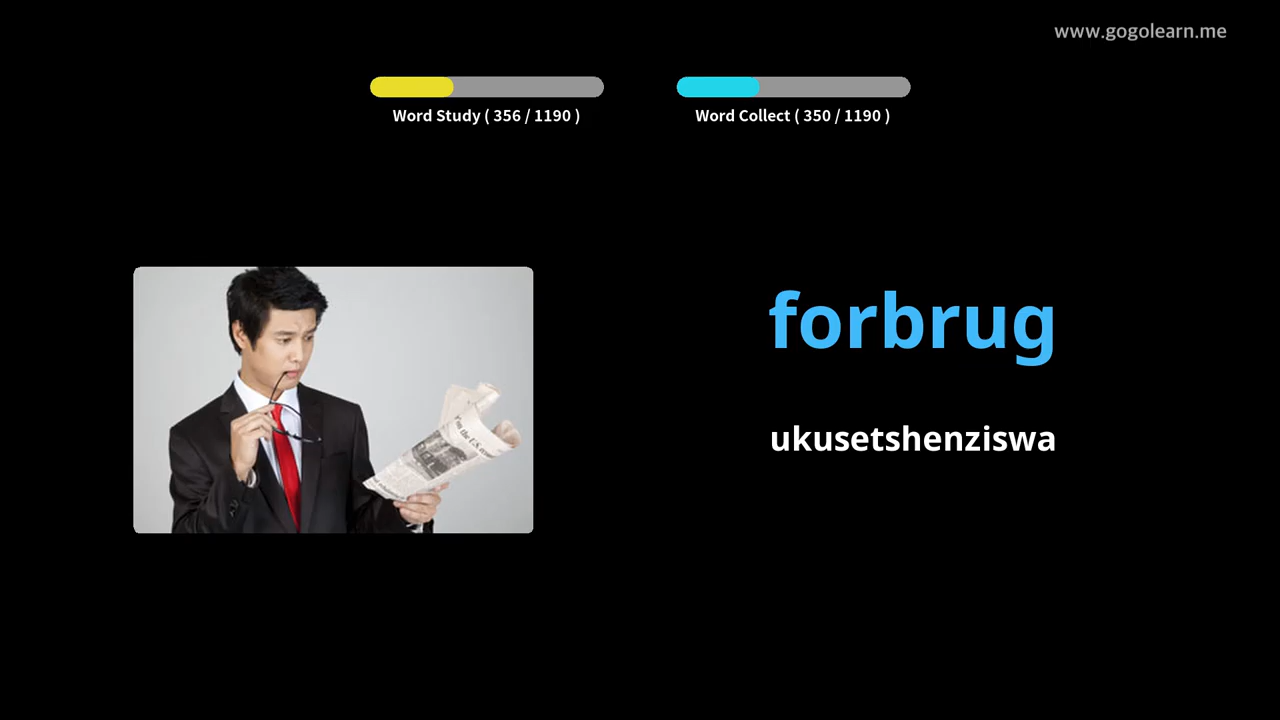 www.gogolearn.me
Word Study ( 356 / 1190 )
Word Collect ( 350 / 1190 )
forbrug
ukusetshenziswa